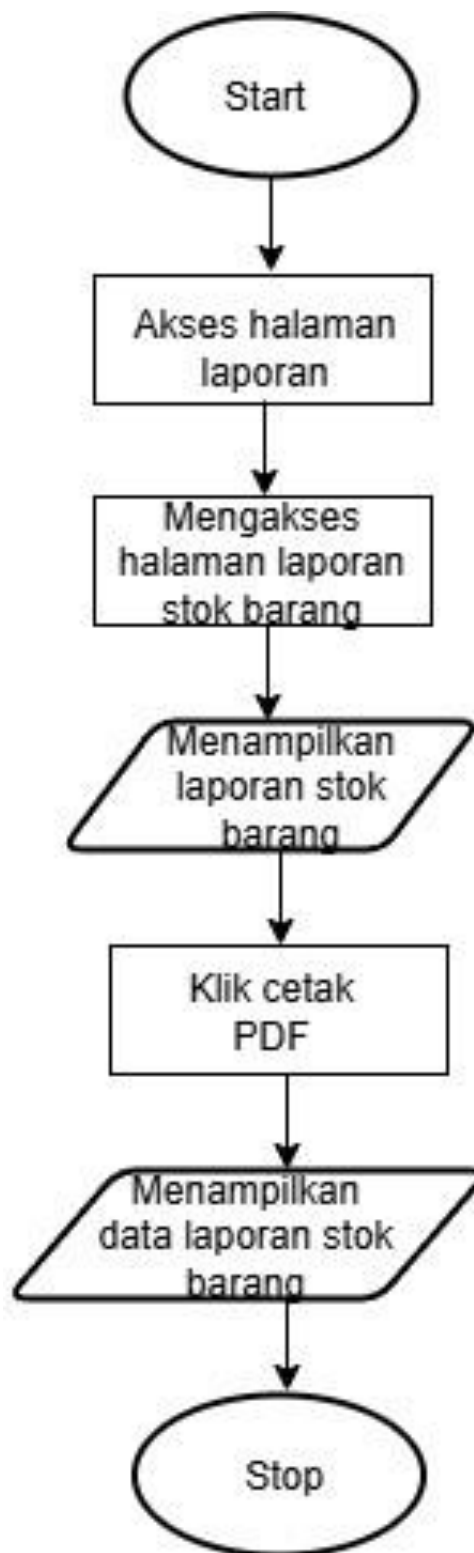 Start
Akses halaman
laporan
Mengakses
halaman laporan
stok barang
Menampilkan
laporan stok
barang
Klik cetak
PDF
Menampilkan
data laporan stok
barang
Stop